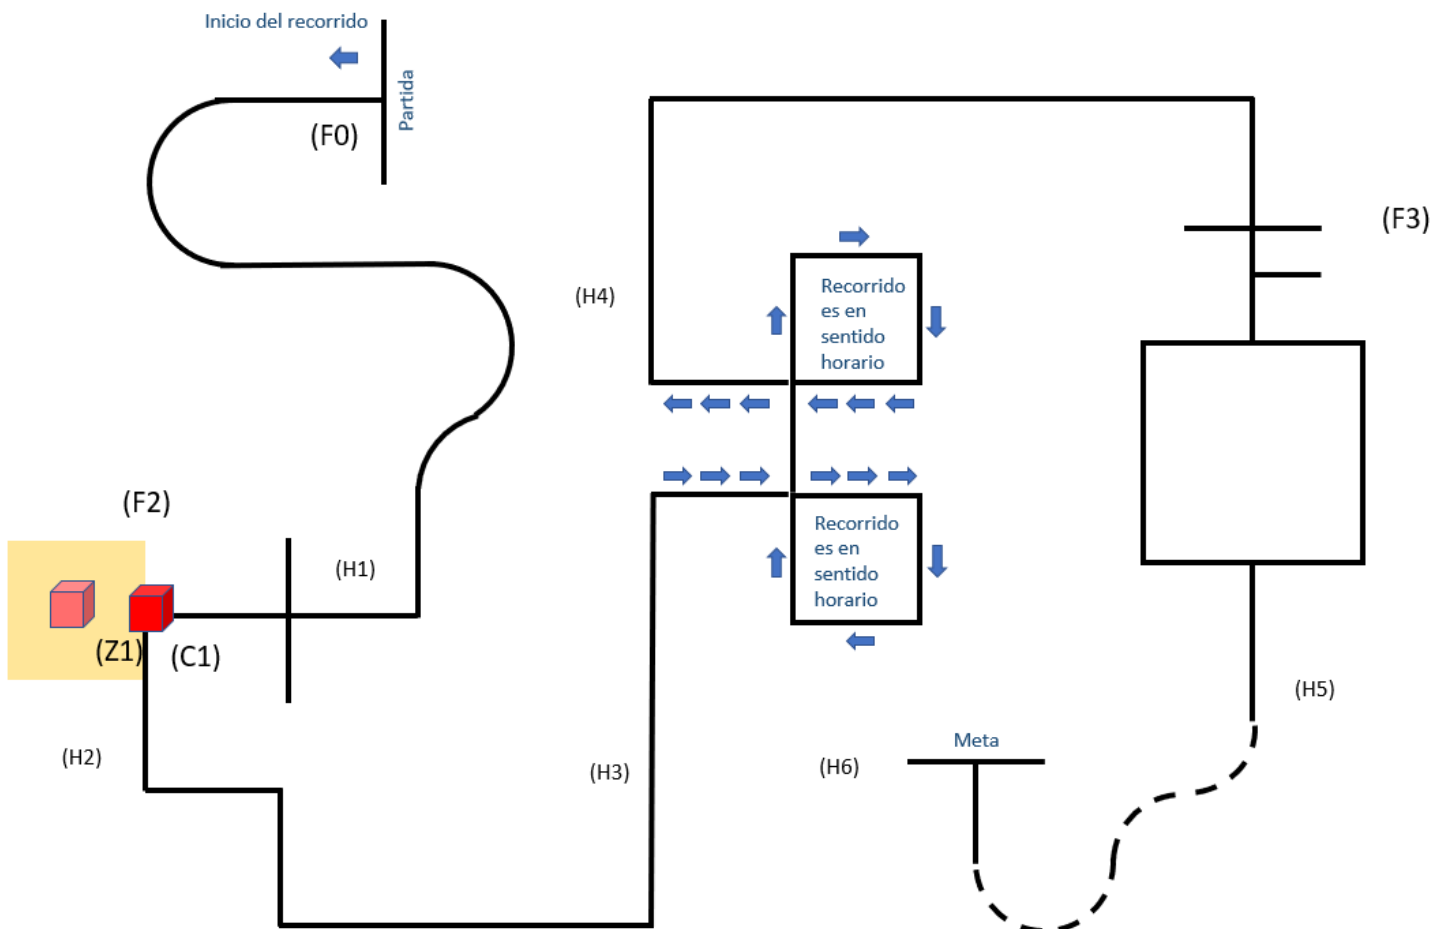 Inicio del recorrido
Partida
(F0)
(F3)
(H4)
Recorrido
es en
sentido
horario
(F2)
(H1)
Recorrido
es en
sentido
horario
(Z1)
(C1)
(H5)
(H2)
Meta
(H6)
(H3)